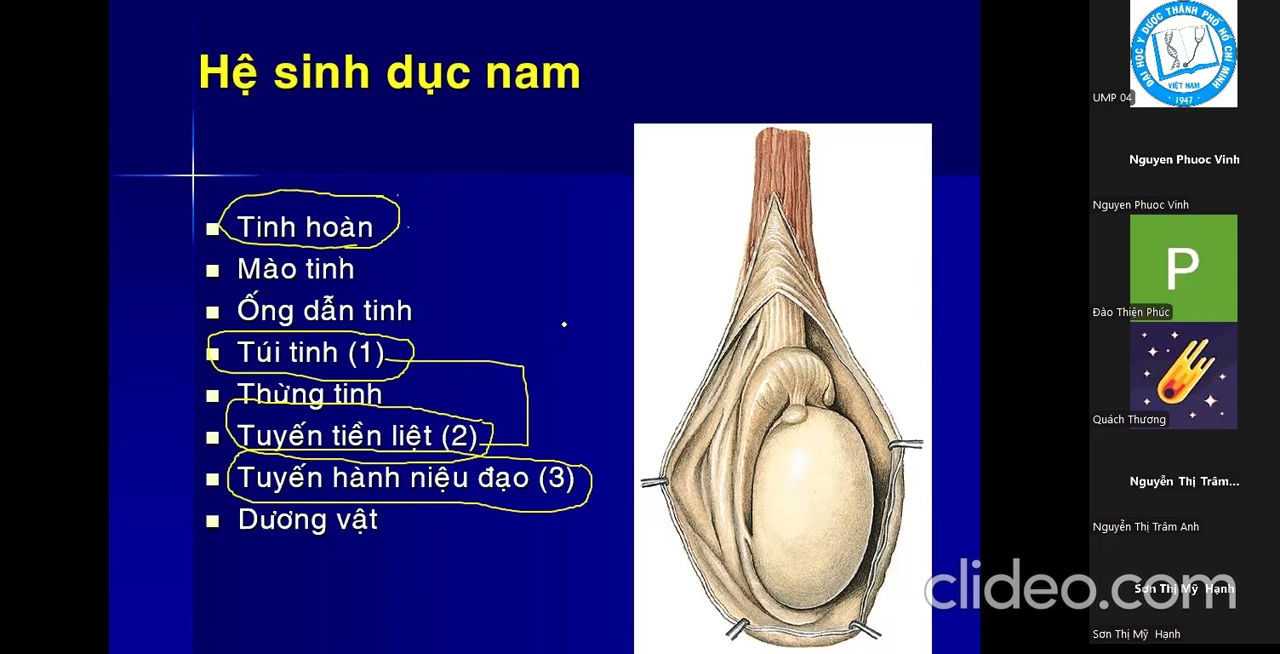 Hệ sinh dục nam
Tinh hoàn
Mào tinh
Ống dẫn tinh
Túi tinh (1)
Thừng tinh
Tuyến tiền liệt (2)
Tuyến hành niệu đạo (3)
Dương vật
ĐẠI HỌC Y DƯỢC THÀNH PHỐ HỒ CHÍ MINH
VIỆT NAM
1947
UMP 04
Nguyen Phuoc Vinh
Nguyen Phuoc Vinh
P
Đào Thiện Phúc
Quách Thương
Nguyễn Thị Trâm...
Nguyễn Thị Trâm Anh
Sơn Thị Mỹ Hạnh
Sơn Thị Mỹ Hạnh
clideo.com